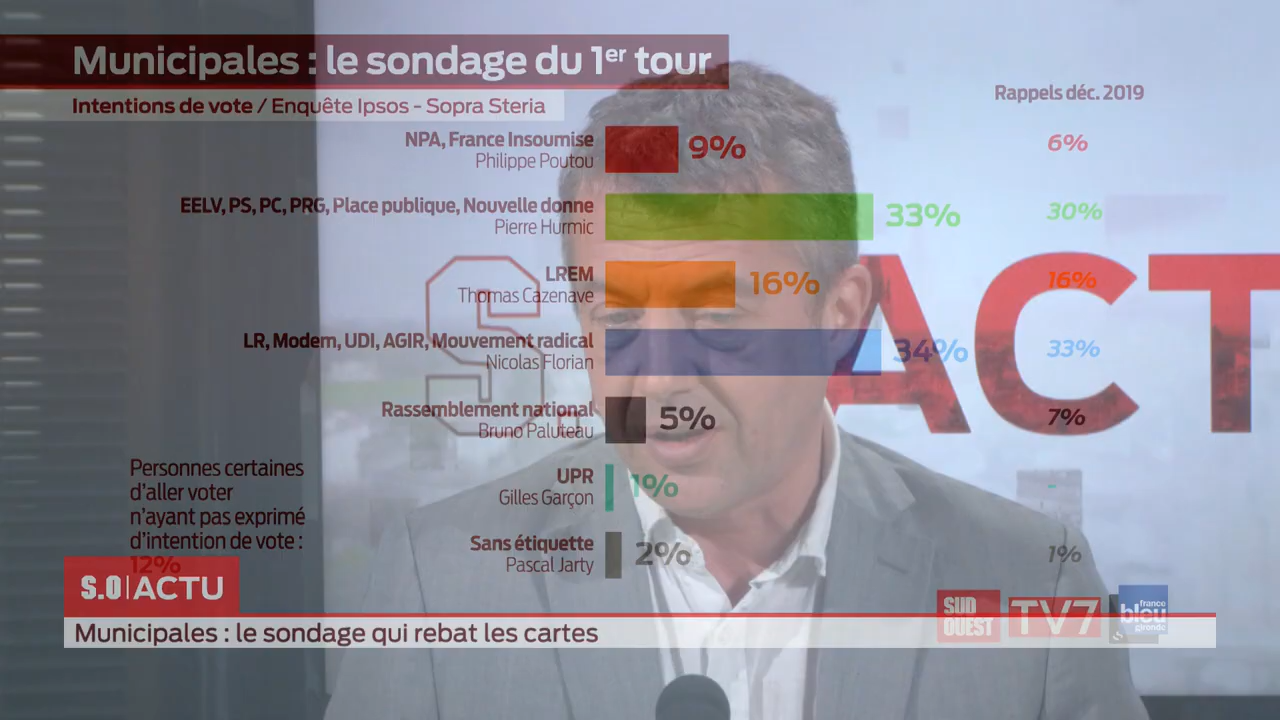 Municipales : le sondage du 1er tour
Intentions de vote / Enquête Ipsos - Sopra Steria
Rappels déc. 2019
NPA, France Insoumise
Philippe Poutou
9%
6%
EELV, PS, PC, PRG, Place publique, Nouvelle donne
Pierre Hurmic
33%
30%
LREM
Thomas Cazenave
16%
16%
LR, Modem, UDI, AGIR, Mouvement radical
Nicolas Florian
34%
33%
Rassemblement national
Bruno Paluteau
5%
7%
UPR
Gilles Garçon
1%
-
Sans étiquette
Pascal Jarty
2%
1%
Personnes certaines
d'aller voter
n'ayant pas exprimé
d'intention de vote :
12%
S.O ACT
S.O|ACTU
Municipales : le sondage qui rebat les cartes
SUD
OUEST
TV7
france
bleu
gironde